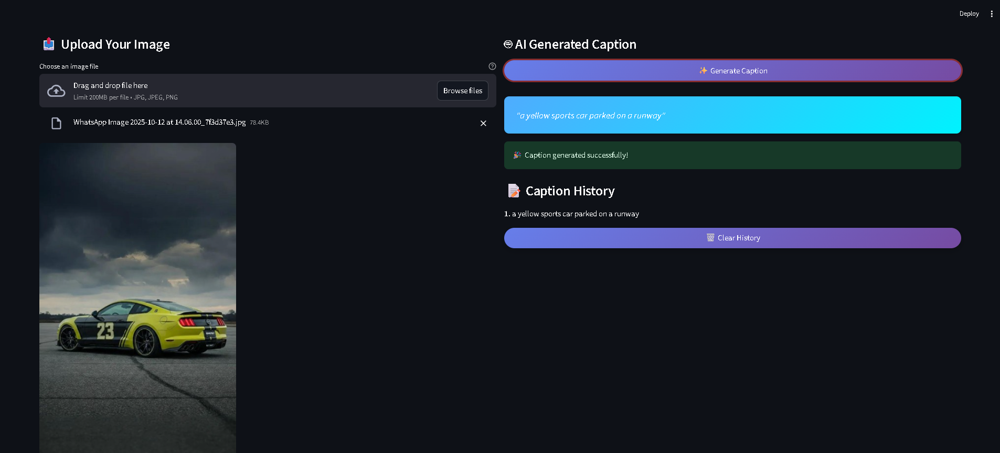 Deploy
Upload Your Image
Choose an image file
Drag and drop file here
Limit 200MB per file • JPG, JPEG, PNG
Browse files
WhatsApp Image 2025-10-12 at 14.06.00_7f3d37e3.jpg 78.4KB
23
AI Generated Caption
Generate Caption
"a yellow sports car parked on a runway"
Caption generated successfully!
Caption History
1. a yellow sports car parked on a runway
Clear History